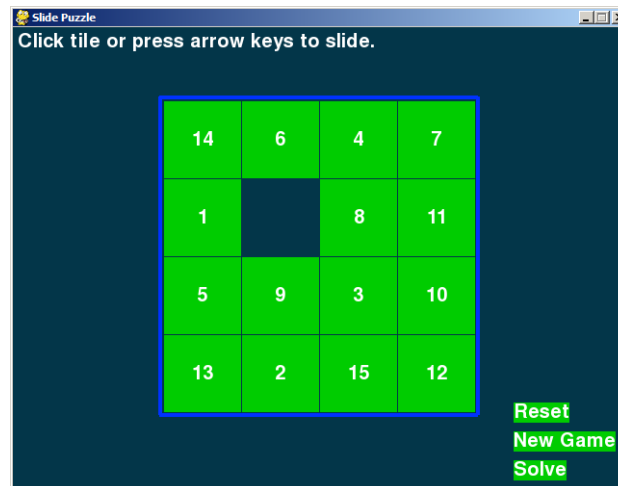 Slide Puzzle
Click tile or press arrow keys to slide.
14 6 4 7
1 8 11
5 9 3 10
13 2 15 12
Reset
New Game
Solve